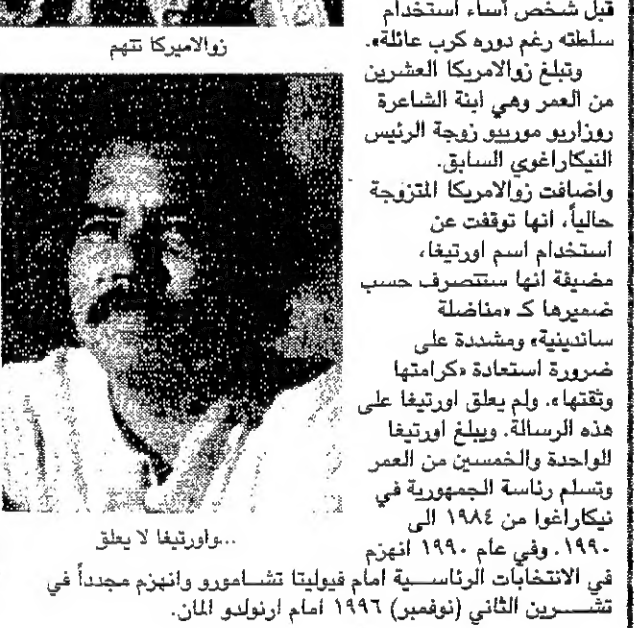 قبل شخص أساء استخدام
سلطته رغم دوره كرب عائلة».
وتبلغ زوالامريكا العشرين
من العمر وهي ابنة الشاعرة
روزاريو مورييو زوجة الرئيس
النيكاراغوي السابق.
واضافت زوالامريكا المتزوجة
حالياً، انها توقفت عن
استخدام اسم اورتيغا،
مضيفة انها ستتصرف حسب
ضميرها كـ «مناضلة
ساندينية» ومشددة على
ضرورة استعادة «كرامتها
وثقتها». ولم يعلق اورتيغا على
هذه الرسالة. ويبلغ اورتيغا
الواحدة والخمسين من العمر
وتسلم رئاسة الجمهورية في
نيكاراغوا من ١٩٨٤ الى
١٩٩٠. وفي عام ١٩٩٠ انهزم
في الانتخابات الرئاسية امام فيوليتا تشامورو وانهزم مجدداً في
تشرين الثاني (نوفمبر) ١٩٩٦ امام ارنولدو المان.
زوالاميركا تتهم
...واورتيغا لا يعلق